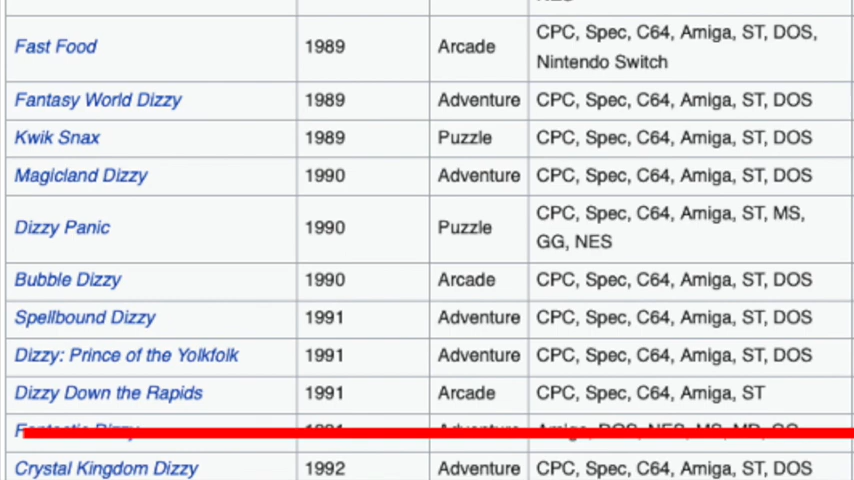 Fast Food 1989 Arcade CPC, Spec, C64, Amiga, ST, DOS,
Nintendo Switch
Fantasy World Dizzy 1989 Adventure CPC, Spec, C64, Amiga, ST, DOS
Kwik Snax 1989 Puzzle CPC, Spec, C64, Amiga, ST, DOS
Magicland Dizzy 1990 Adventure CPC, Spec, C64, Amiga, ST, DOS
Dizzy Panic 1990 Puzzle CPC, Spec, C64, Amiga, ST, MS,
GG, NES
Bubble Dizzy 1990 Arcade CPC, Spec, C64, Amiga, ST, DOS
Spellbound Dizzy 1991 Adventure CPC, Spec, C64, Amiga, ST, DOS
Dizzy: Prince of the Yolkfolk 1991 Adventure CPC, Spec, C64, Amiga, ST, DOS
Dizzy Down the Rapids 1991 Arcade CPC, Spec, C64, Amiga, ST
Crystal Kingdom Dizzy 1992 Adventure CPC, Spec, C64, Amiga, ST, DOS